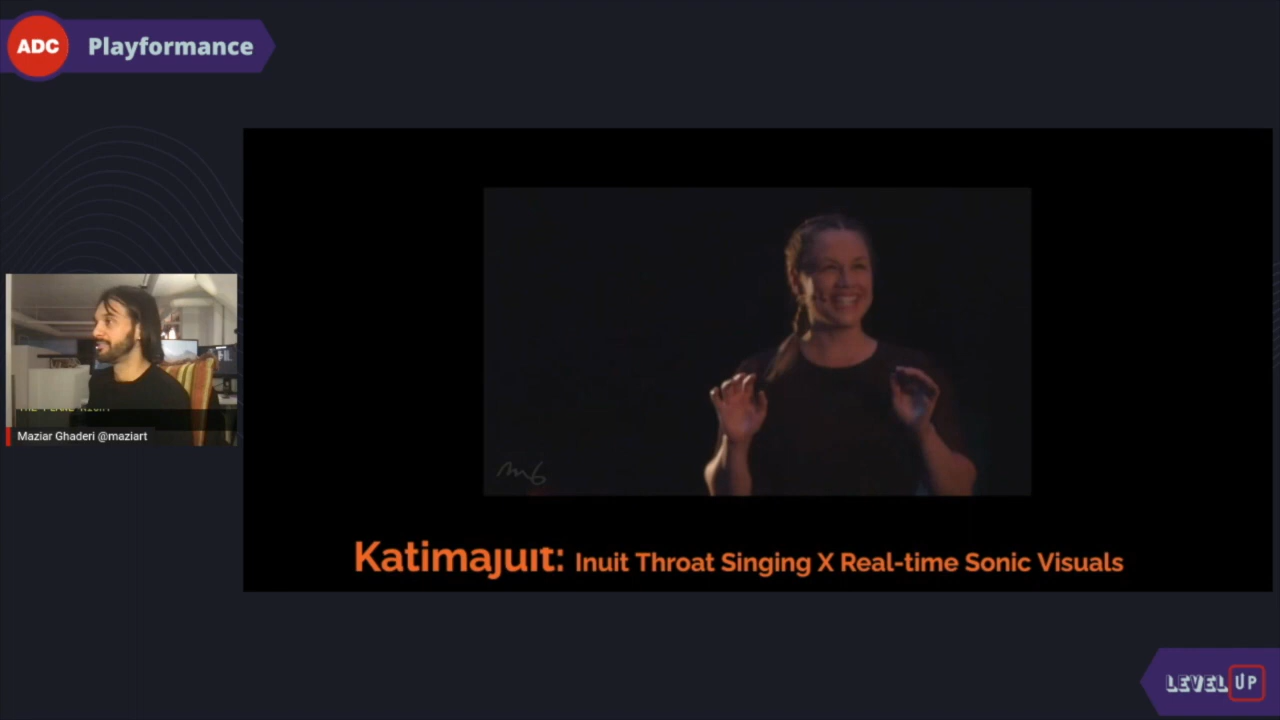 ADC
Playformance
Maziar Ghaderi @maziart
Katimajuit: Inuit Throat Singing X Real-time Sonic Visuals
LEVEL UP